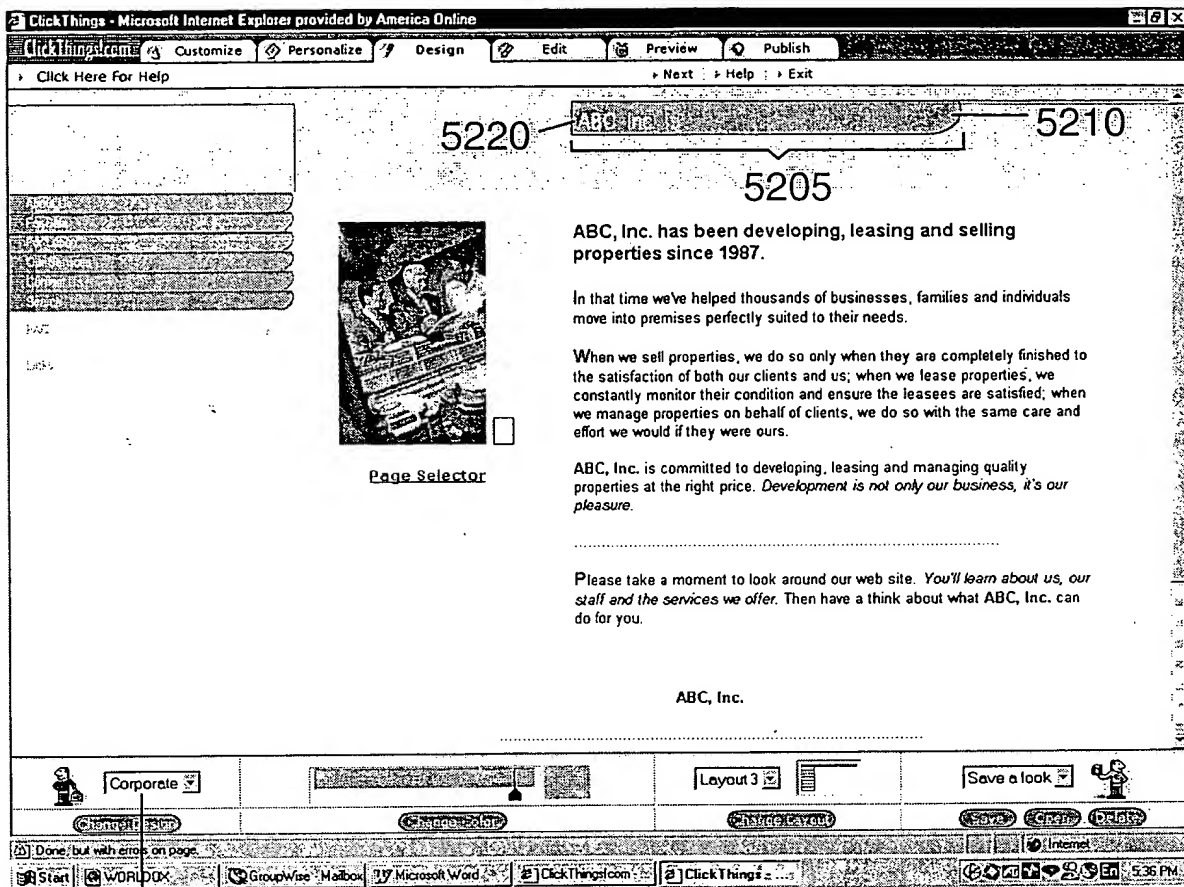 ClickThings - Microsoft Internet Explorer provided by America Online
ClickThings!com Customize Personalize Design Edit Preview Publish
Click Here For Help Next Help Exit
ABC, Inc.
5220
5210
5205
ABC, Inc. has been developing, leasing and selling
properties since 1987.
In that time we've helped thousands of businesses, families and individuals
move into premises perfectly suited to their needs.
When we sell properties, we do so only when they are completely finished to
the satisfaction of both our clients and us; when we lease properties, we
constantly monitor their condition and ensure the leasees are satisfied; when
we manage properties on behalf of clients, we do so with the same care and
effort we would if they were ours.
Page Selector
ABC, Inc. is committed to developing, leasing and managing quality
properties at the right price. Development is not only our business, it's our
pleasure.
Please take a moment to look around our web site. You'll learn about us, our
staff and the services we offer. Then have a think about what ABC, Inc. can
do for you.
ABC, Inc.
FAQ
Links
Corporate Layout 3 Save a look
Change Design Change Color Change Layout Save Open Delete
Done, but with errors on page. Internet
Start WORLDOX GroupWise - Mailbox Microsoft Word ClickThings!com ClickThings - ... 5:36 PM